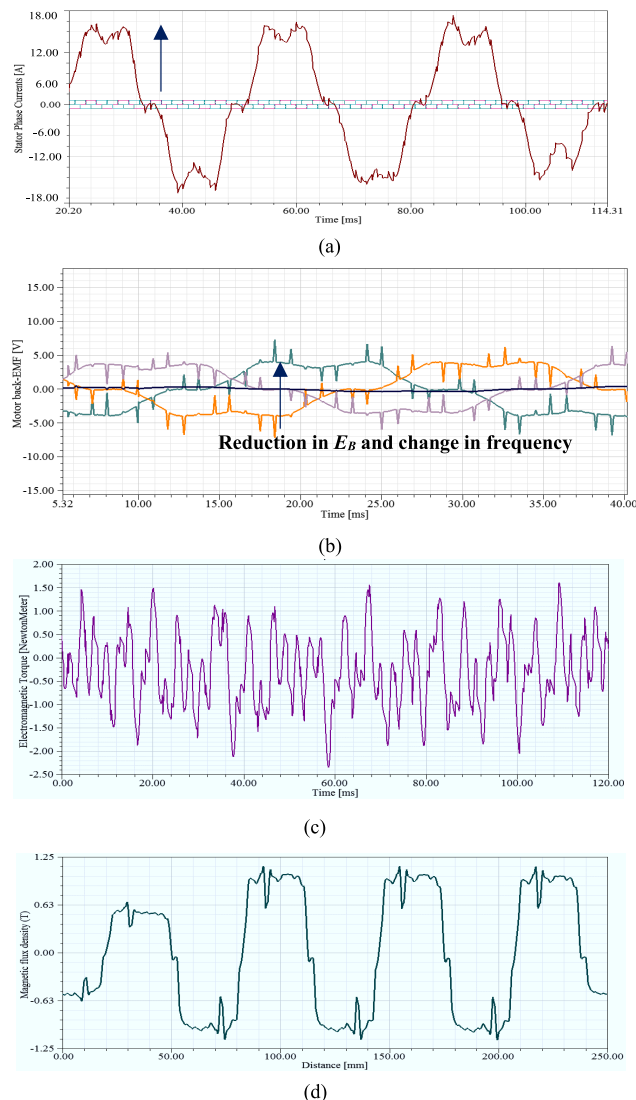 18.00
12.00
6.00
0.00
-6.00
-12.00
-18.00
Stator Phase Currents [A]
20.20 40.00 60.00 80.00 100.00 114.31
Time [ms]
(a)
15.00
10.00
5.00
0.00
-5.00
-10.00
-15.00
Motor back-EMF [V]
Reduction in EB and change in frequency
5.32 10.00 15.00 20.00 25.00 30.00 35.00 40.00
Time [ms]
(b)
2.00
1.50
1.00
0.50
0.00
-0.50
-1.00
-1.50
-2.00
-2.50
Electromagnetic Torque [NewtonMeter]
0.00 20.00 40.00 60.00 80.00 100.00 120.00
Time [ms]
(c)
1.25
0.63
0.00
-0.63
-1.25
Magnetic flux density (T)
0.00 50.00 100.00 150.00 200.00 250.00
Distance [mm]
(d)